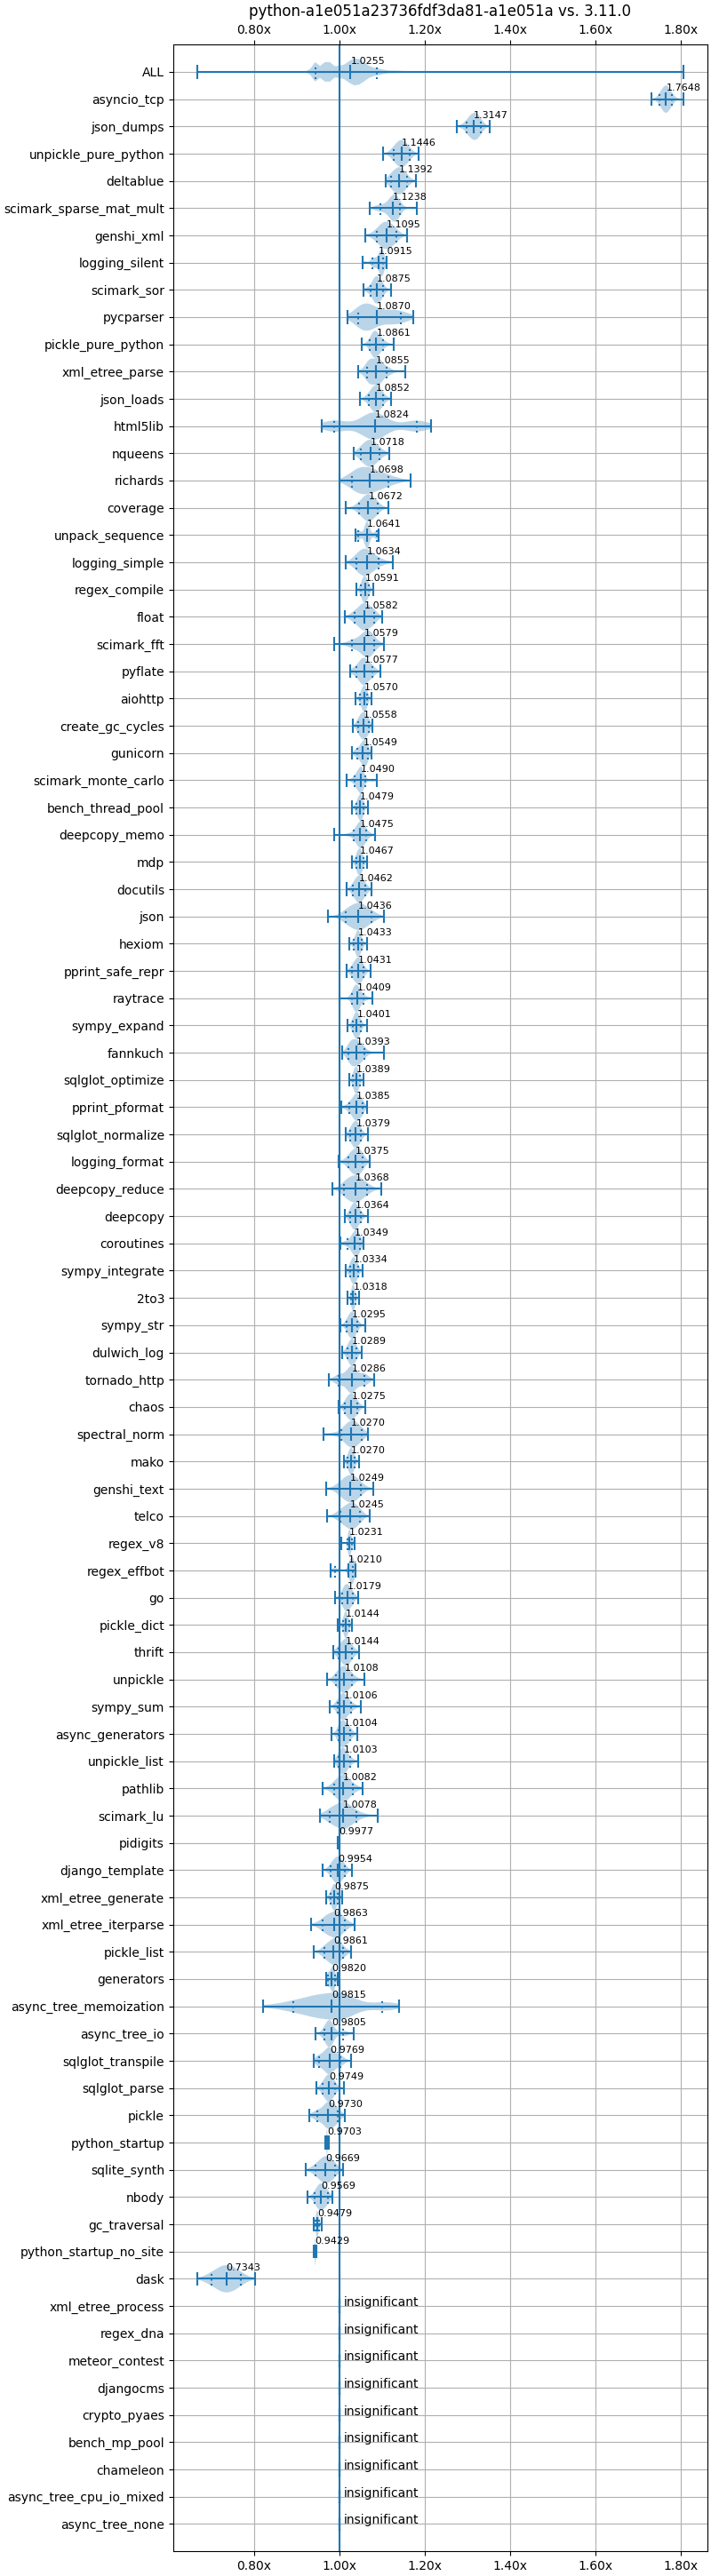 python-a1e051a23736fdf3da81-a1e051a vs. 3.11.0
0.80x 1.00x 1.20x 1.40x 1.60x 1.80x
ALL 1.0255
asyncio_tcp 1.7648
json_dumps 1.3147
unpickle_pure_python 1.1446
deltablue 1.1392
scimark_sparse_mat_mult 1.1238
genshi_xml 1.1095
logging_silent 1.0915
scimark_sor 1.0875
pycparser 1.0870
pickle_pure_python 1.0861
xml_etree_parse 1.0855
json_loads 1.0852
html5lib 1.0824
nqueens 1.0718
richards 1.0698
coverage 1.0672
unpack_sequence 1.0641
logging_simple 1.0634
regex_compile 1.0591
float 1.0582
scimark_fft 1.0579
pyflate 1.0577
aiohttp 1.0570
create_gc_cycles 1.0558
gunicorn 1.0549
scimark_monte_carlo 1.0490
bench_thread_pool 1.0479
deepcopy_memo 1.0475
mdp 1.0467
docutils 1.0462
json 1.0436
hexiom 1.0433
pprint_safe_repr 1.0431
raytrace 1.0409
sympy_expand 1.0401
fannkuch 1.0393
sqlglot_optimize 1.0389
pprint_pformat 1.0385
sqlglot_normalize 1.0379
logging_format 1.0375
deepcopy_reduce 1.0368
deepcopy 1.0364
coroutines 1.0349
sympy_integrate 1.0334
2to3 1.0318
sympy_str 1.0295
dulwich_log 1.0289
tornado_http 1.0286
chaos 1.0275
spectral_norm 1.0270
mako 1.0270
genshi_text 1.0249
telco 1.0245
regex_v8 1.0231
regex_effbot 1.0210
go 1.0179
pickle_dict 1.0144
thrift 1.0144
unpickle 1.0108
sympy_sum 1.0106
async_generators 1.0104
unpickle_list 1.0103
pathlib 1.0082
scimark_lu 1.0078
pidigits 0.9977
django_template 0.9954
xml_etree_generate 0.9875
xml_etree_iterparse 0.9863
pickle_list 0.9861
generators 0.9820
async_tree_memoization 0.9815
async_tree_io 0.9805
sqlglot_transpile 0.9769
sqlglot_parse 0.9749
pickle 0.9730
python_startup 0.9703
sqlite_synth 0.9669
nbody 0.9569
gc_traversal 0.9479
python_startup_no_site 0.9429
dask 0.7343
xml_etree_process insignificant
regex_dna insignificant
meteor_contest insignificant
djangocms insignificant
crypto_pyaes insignificant
bench_mp_pool insignificant
chameleon insignificant
async_tree_cpu_io_mixed insignificant
async_tree_none insignificant
0.80x 1.00x 1.20x 1.40x 1.60x 1.80x